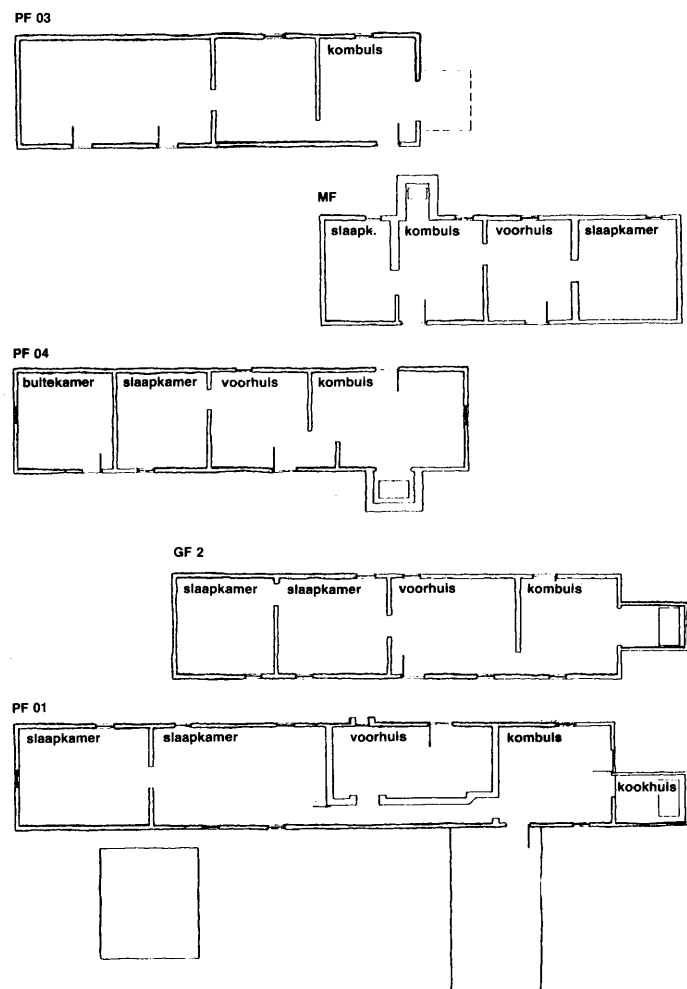 PF 03
kombuis
MF
slaapk. kombuis voorhuis slaapkamer
PF 04
buitekamer slaapkamer voorhuis kombuis
GF 2
slaapkamer slaapkamer voorhuis kombuis
PF 01
slaapkamer slaapkamer voorhuis kombuis
kookhuis